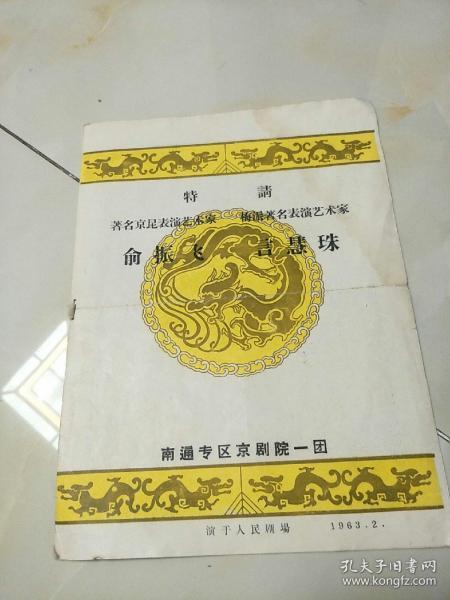 特 請
著名京昆表演艺术家 梅派著名表演艺术家
俞振飞 言慧珠
南通专区京剧院一团
演于人民剧場 1963.2.
孔夫子旧书网
www.kongfz.com